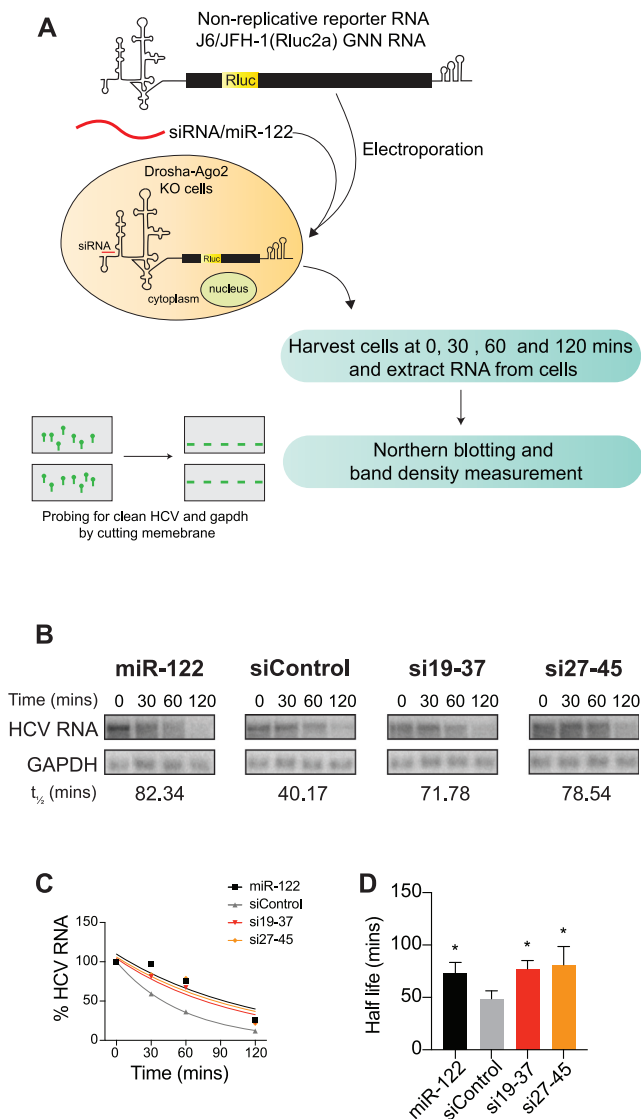 A
Non-replicative reporter RNA
J6/JFH-1(Rluc2a) GNN RNA
Rluc
siRNA/miR-122
Electroporation
Drosha-Ago2
KO cells
siRNA
Rluc
cytoplasm
nucleus
Harvest cells at 0, 30 , 60 and 120 mins
and extract RNA from cells
Northern blotting and
band density measurement
Probing for clean HCV and gapdh
by cutting memebrane
B
miR-122 siControl si19-37 si27-45
Time (mins) 0 30 60 120 0 30 60 120 0 30 60 120 0 30 60 120
HCV RNA
GAPDH
t½ (mins) 82.34 40.17 71.78 78.54
C
miR-122
siControl
si19-37
si27-45
% HCV RNA
150
100
50
0
0 30 60 90 120
Time (mins)
D
Half life (mins)
150
100
50
0
* * *
miR-122
siControl
si19-37
si27-45